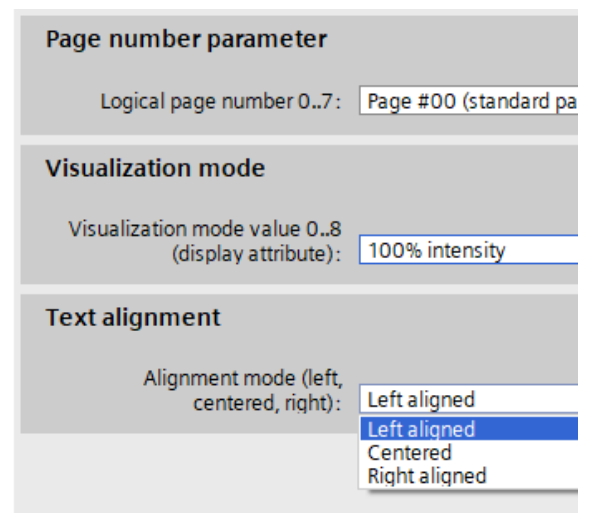 Page number parameter
Logical page number 0..7: Page #00 (standard pa
Visualization mode
Visualization mode value 0..8
(display attribute): 100% intensity
Text alignment
Alignment mode (left,
centered, right): Left aligned
Left aligned
Centered
Right aligned